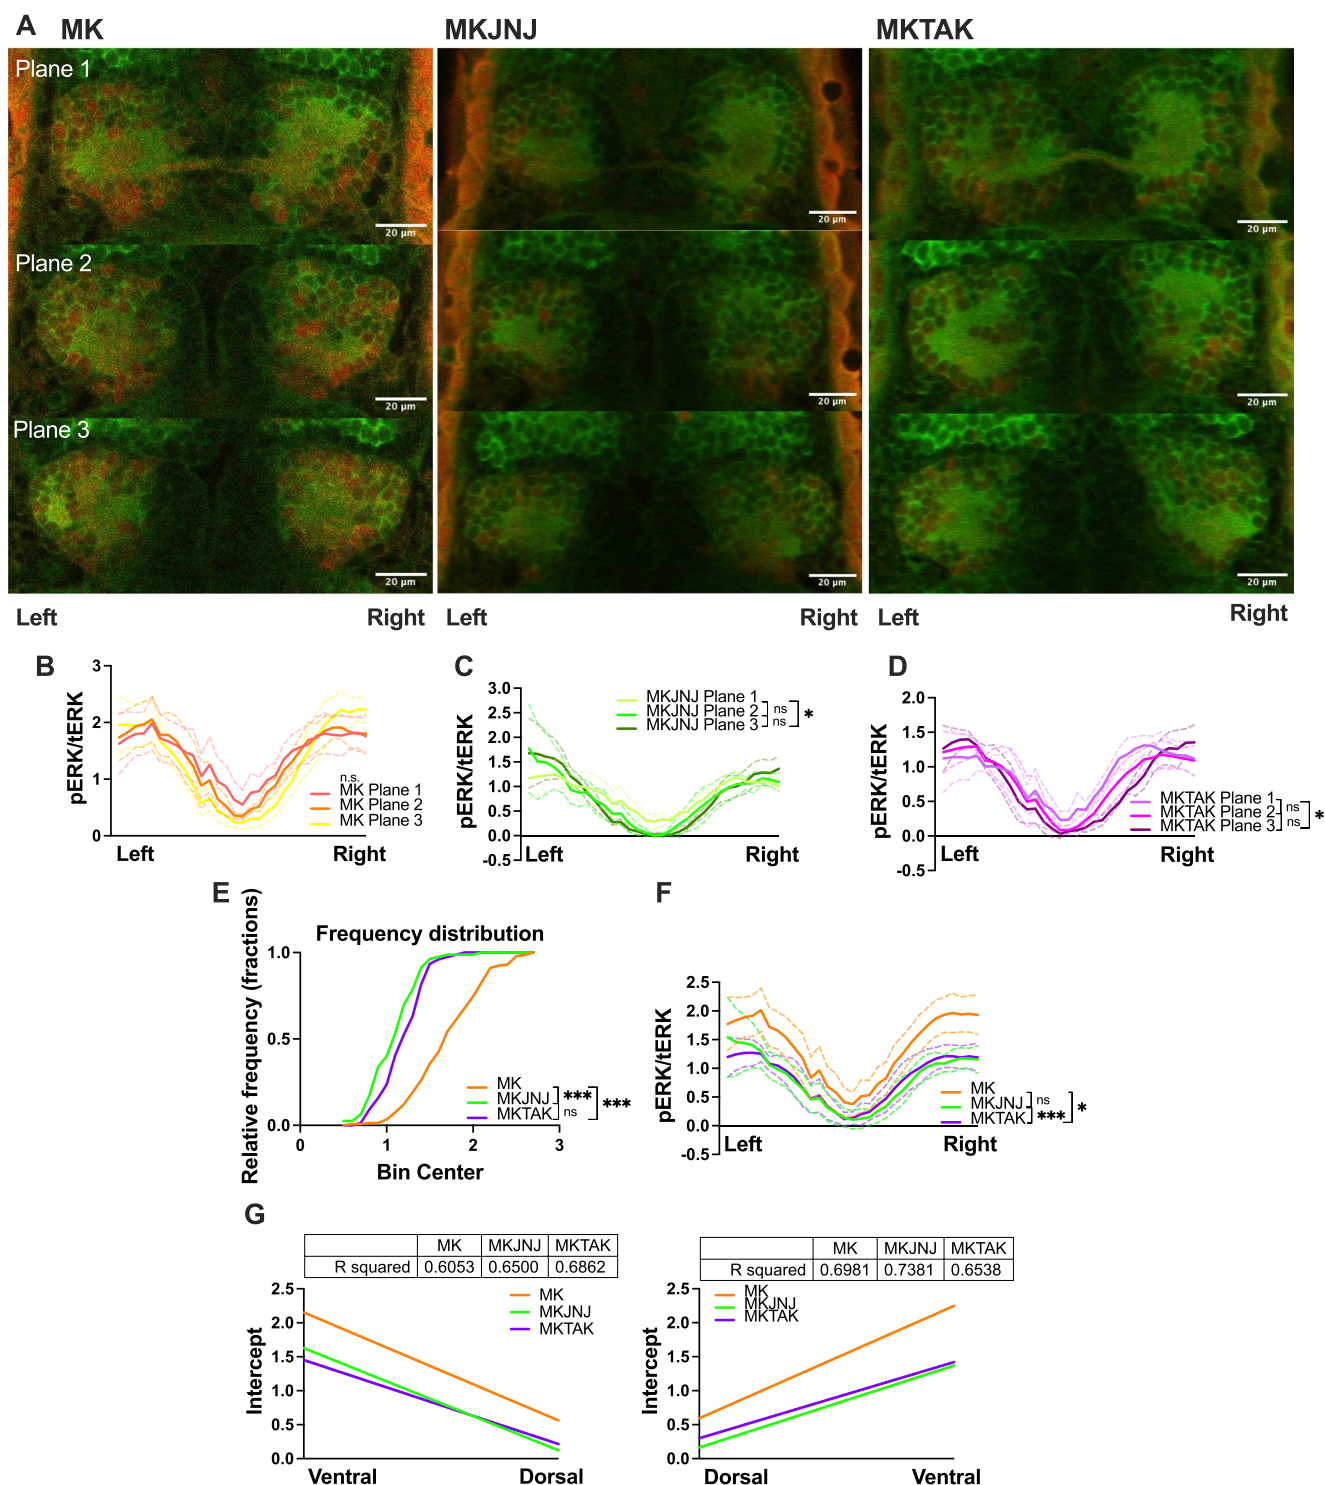 A MK MKJNJ MKTAK
Plane 1
20 µm 20 µm 20 µm
Plane 2
20 µm 20 µm 20 µm
Plane 3
20 µm 20 µm 20 µm
Left Right Left Right Left Right
B
pERK/tERK
3
2
1
0
n.s.
MK Plane 1
MK Plane 2
MK Plane 3
Left Right
C
pERK/tERK
3.0
2.5
2.0
1.5
1.0
0.5
0.0
-0.5
MKJNJ Plane 1
MKJNJ Plane 2
MKJNJ Plane 3
ns
ns
*
Left Right
D
pERK/tERK
2.0
1.5
1.0
0.5
0.0
-0.5
MKTAK Plane 1
MKTAK Plane 2
MKTAK Plane 3
ns
ns
*
Left Right
E
Frequency distribution
Relative frequency (fractions)
1.0
0.5
0.0
0 1 2 3
Bin Center
MK
MKJNJ
MKTAK
***
ns
***
F
pERK/tERK
2.5
2.0
1.5
1.0
0.5
0.0
-0.5
MK
MKJNJ
MKTAK
ns
***
*
Left Right
G
MK MKJNJ MKTAK
R squared 0.6053 0.6500 0.6862
Intercept
2.5
2.0
1.5
1.0
0.5
0.0
MK
MKJNJ
MKTAK
Ventral Dorsal
MK MKJNJ MKTAK
R squared 0.6981 0.7381 0.6538
Intercept
2.5
2.0
1.5
1.0
0.5
0.0
MK
MKJNJ
MKTAK
Dorsal Ventral